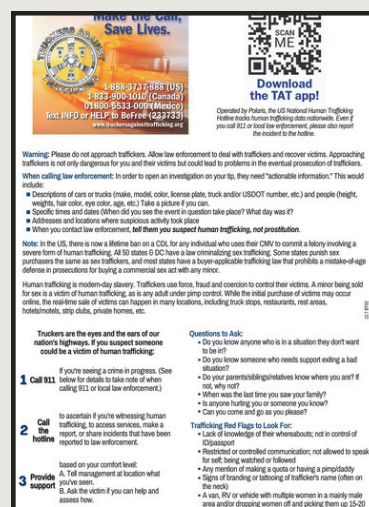 Make the Call,
Save Lives.
TRUCKERS AGAINST
TRAFFICKING
1-888-3737-888 (US)
1-833-900-1010 (Canada)
01800-5533-000 (Mexico)
Text INFO or HELP to BeFree (233733)
www.truckersagainsttrafficking.org
SCAN
ME
Download
the TAT app!
Operated by Polaris, the US National Human Trafficking
Hotline tracks human trafficking data nationwide. Even if
you call 911 or local law enforcement, please also report
the incident to the hotline.
Warning: Please do not approach traffickers. Allow law enforcement to deal with traffickers and recover victims. Approaching
traffickers is not only dangerous for you and their victims but could lead to problems in the eventual prosecution of traffickers.
When calling law enforcement: In order to open an investigation on your tip, they need "actionable information." This would
include:
■ Descriptions of cars/trucks (make, model, color, license plate, truck and/or USDOT number, etc.) and people (height,
weight, hair color, eye color, age, etc.) Take a picture if you can.
■ Specific times and dates (When did you see the event in question take place? What day was it?
■ Addresses and locations where suspicious activity took place
■ When you contact law enforcement, tell them you suspect human trafficking, not prostitution.
Note: In the US, there is now a lifetime ban on a CDL for any individual who uses their CMV to commit a felony involving a
severe form of human trafficking. All 50 states & DC have a law criminalizing sex trafficking. Some states punish sex
purchasers the same as sex traffickers, and most states have a buyer-applicable trafficking law that prohibits a mistake-of-age
defense in prosecutions for buying a commercial sex act with any minor.
Human trafficking is modern-day slavery. Traffickers use force, fraud and coercion to control their victims. A minor being sold
for sex is a victim of human trafficking, as is any adult under pimp control. While the initial purchase of victims may occur
online, the real-time sale of victims can happen in many locations, including truck stops, restaurants, rest areas,
hotels/motels, strip clubs, private homes, etc.
Truckers are the eyes and the ears of our
nation's highways. If you suspect someone
could be a victim of human trafficking:
1 Call 911
If you're seeing a crime in progress. (See
below for details to take note of when
calling 911 or local law enforcement.)
2 Call
the
hotline
to ascertain if you're witnessing human
trafficking, to access services, make a
report, or share incidents that have been
reported to law enforcement.
3 Provide
support
based on your comfort level:
A. Tell management at location what
you've seen.
B. Ask the victim if you can help and
assess how.
Questions to Ask:
• Do you know anyone who is in a situation they don't want
to be in?
• Do you know someone who needs support exiting a bad
situation?
• Do your parents/siblings/relatives know where you are? If
not, why not?
• When was the last time you saw your family?
• Is anyone hurting you or someone you know?
• Can you come and go as you please?
Trafficking Red Flags to Look For:
• Lack of knowledge of their whereabouts; not in control of
ID/passport
• Restricted or controlled communication; not allowed to speak
for self; being watched or followed
• Any mention of making a quota or having a pimp/daddy
• Signs of branding or tattooing of trafficker's name (often on
the neck)
• A van, RV or vehicle with multiple women in a mainly male
area and/or dropping women off and picking them up 15-20